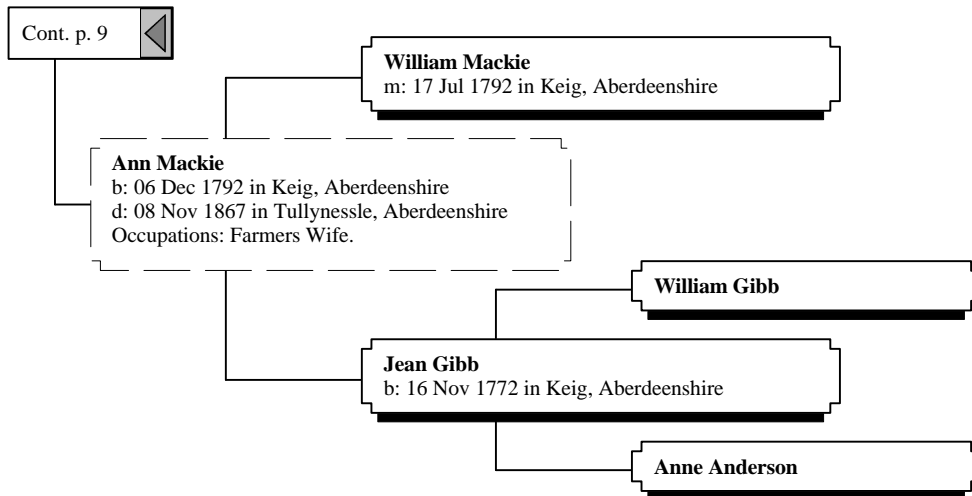 Cont. p. 9
William Mackie
m: 17 Jul 1792 in Keig, Aberdeenshire
Ann Mackie
b: 06 Dec 1792 in Keig, Aberdeenshire
d: 08 Nov 1867 in Tullynessle, Aberdeenshire
Occupations: Farmers Wife.
William Gibb
Jean Gibb
b: 16 Nov 1772 in Keig, Aberdeenshire
Anne Anderson